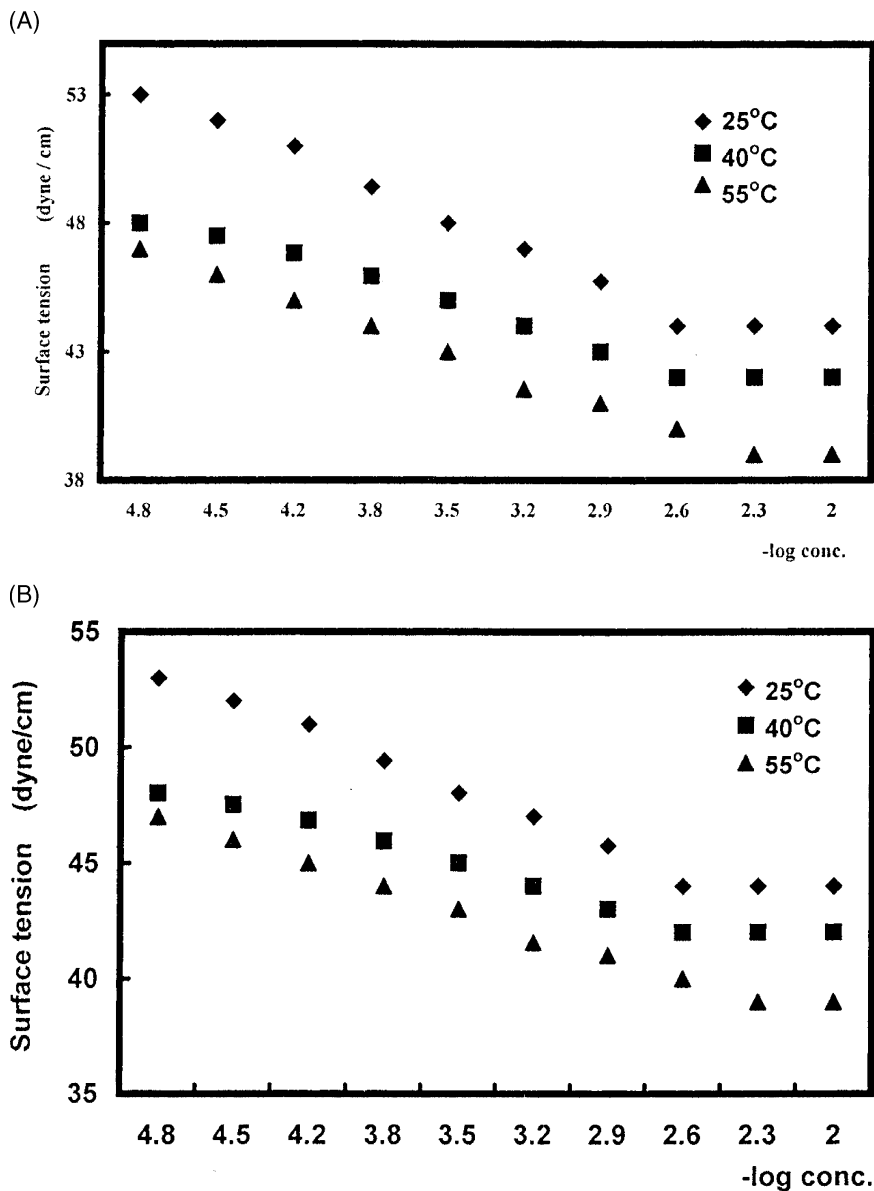 (A)
53
48
43
38
Surface tension (dyne / cm)
25°C
40°C
55°C
4.8 4.5 4.2 3.8 3.5 3.2 2.9 2.6 2.3 2
-log conc.
(B)
55
50
45
40
35
Surface tension (dyne/cm)
25°C
40°C
55°C
4.8 4.5 4.2 3.8 3.5 3.2 2.9 2.6 2.3 2
-log conc.